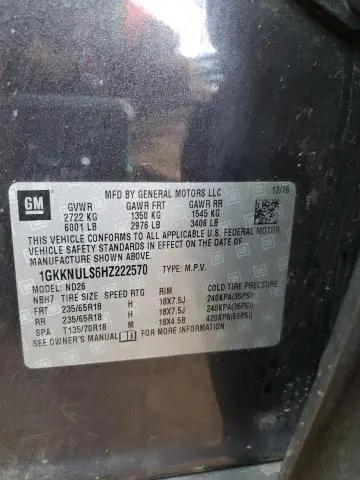 GM
MFD BY GENERAL MOTORS LLC 12/16
GVWR GAWR FRT GAWR RR
2722 KG 1350 KG 1545 KG
6001 LB 2976 LB 3406 LB
THIS VEHICLE CONFORMS TO ALL APPLICABLE U.S. FEDERAL
MOTOR VEHICLE SAFETY, BUMPER, AND THEFT
PREVENTION STANDARDS IN EFFECT ON THE DATE OF
MANUFACTURE SHOWN ABOVE.
1GKKNULS6HZ222570 TYPE: M.P.V.
MODEL: ND26
NBH7 TIRE SIZE SPEED RTG RIM COLD TIRE PRESSURE
FRT 235/65R18 H 18X7.5J 240KPA(35PSI)
RR 235/65R18 H 18X7.5J 240KPA(35PSI)
SPA T135/70R18 M 18X4.5B 420KPA(60PSI)
SEE OWNER'S MANUAL FOR MORE INFORMATION.